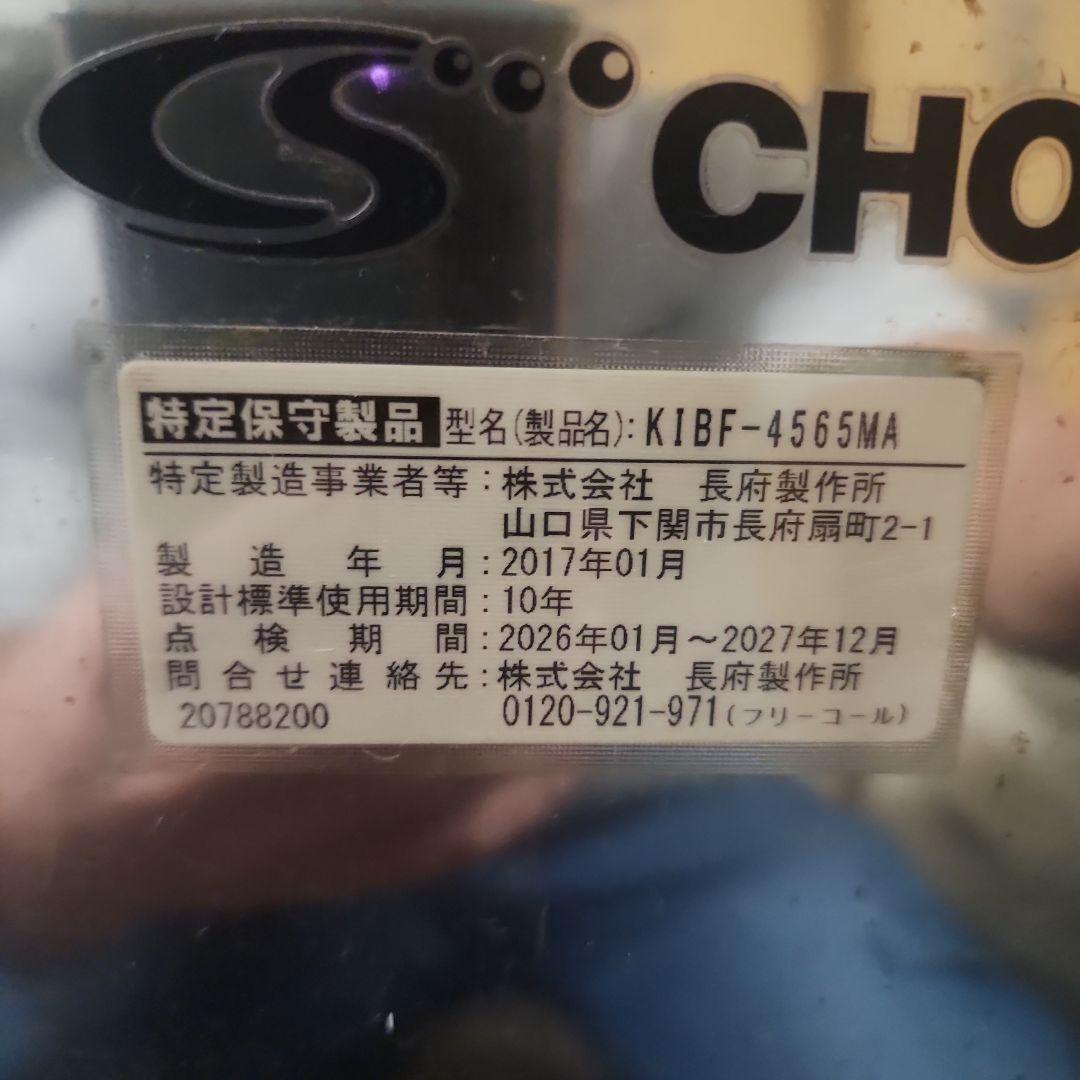 CHO
特定保守製品 型名(製品名):KIBF-4565MA
特定製造事業者等:株式会社 長府製作所
山口県下関市長府扇町2-1
製造年月:2017年01月
設計標準使用期間:10年
点検期間:2026年01月〜2027年12月
問合せ連絡先:株式会社 長府製作所
20788200 0120-921-971(フリーコール)